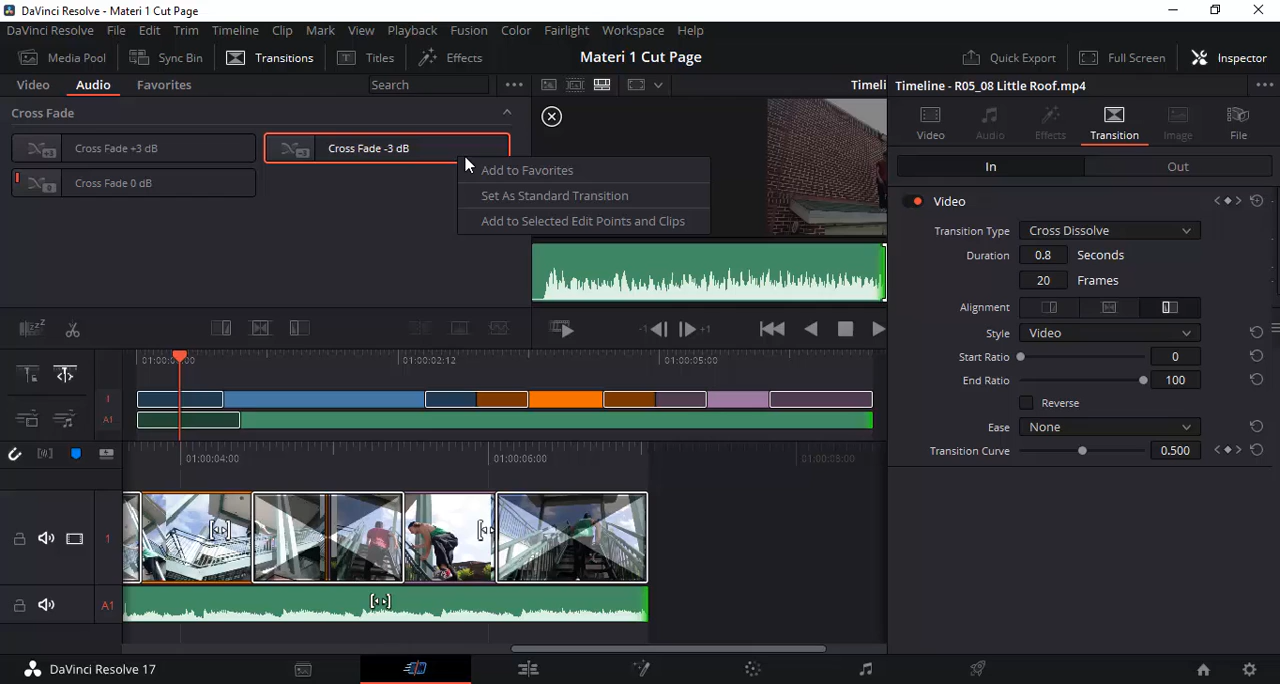 DaVinci Resolve - Materi 1 Cut Page
DaVinci Resolve File Edit Trim Timeline Clip Mark View Playback Fusion Color Fairlight Workspace Help
Media Pool Sync Bin Transitions Titles Effects Materi 1 Cut Page Quick Export Full Screen Inspector
Video Audio Favorites Search Timeli Timeline - R05_08 Little Roof.mp4
Cross Fade
Video Audio Effects Transition Image File
Cross Fade +3 dB Cross Fade -3 dB
Cross Fade 0 dB
Add to Favorites
Set As Standard Transition
Add to Selected Edit Points and Clips
In Out
Video
Transition Type Cross Dissolve
Duration 0.8 Seconds
20 Frames
Alignment
Style Video
Start Ratio 0
End Ratio 100
Reverse
Ease None
Transition Curve 0.500
-1 +1
01:00:02:12 01:00:05:00
1
A1
01:00:04:00 01:00:06:00 01:00:08:00
1
A1
DaVinci Resolve 17